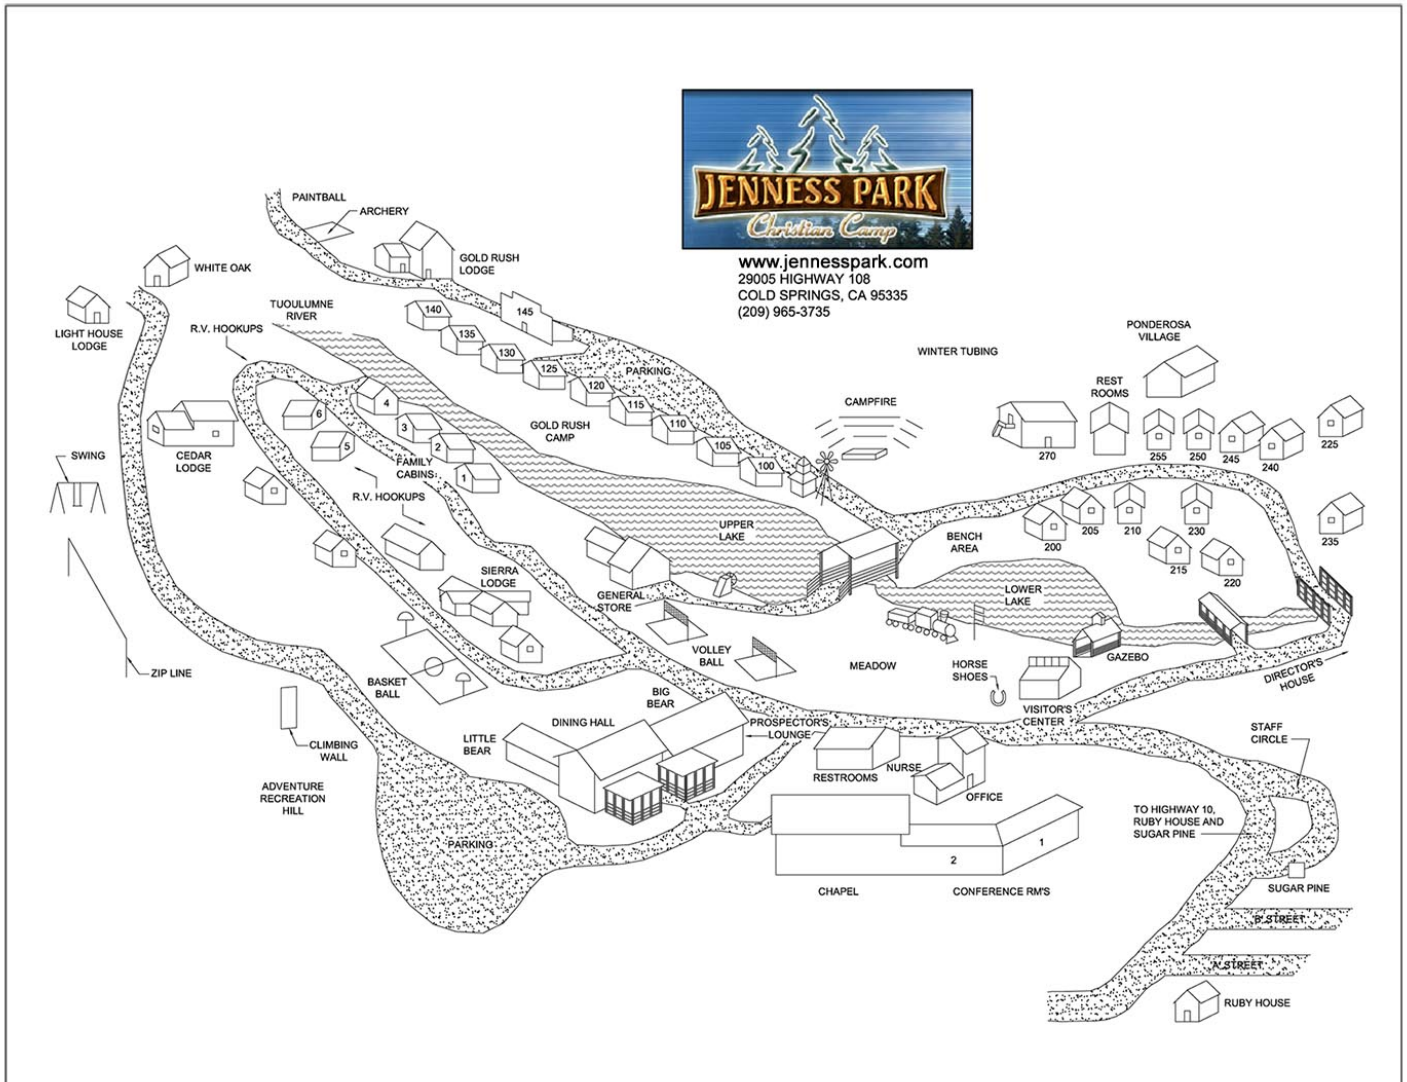 JENNESS PARK
Christian Camp
www.jennesspark.com
29005 HIGHWAY 108
COLD SPRINGS, CA 95335
(209) 965-3735
PAINTBALL
ARCHERY
GOLD RUSH
LODGE
WHITE OAK
LIGHT HOUSE
LODGE
TUOULUMNE
RIVER
R.V. HOOKUPS
140
145
135
130
125
120
115
110
105
100
PARKING
WINTER TUBING
PONDEROSA
VILLAGE
REST
ROOMS
CAMPFIRE
GOLD RUSH
CAMP
270
255
250
245
240
225
CEDAR
LODGE
SWING
6
5
4
3
2
1
FAMILY
CABINS
R.V. HOOKUPS
UPPER
LAKE
BENCH
AREA
200
205
210
230
235
215
220
SIERRA
LODGE
GENERAL
STORE
LOWER
LAKE
VOLLEY
BALL
MEADOW
HORSE
SHOES
GAZEBO
DIRECTOR'S
HOUSE
ZIP LINE
BASKET
BALL
BIG
BEAR
DINING HALL
LITTLE
BEAR
PROSPECTOR'S
LOUNGE
VISITOR'S
CENTER
STAFF
CIRCLE
CLIMBING
WALL
ADVENTURE
RECREATION
HILL
RESTROOMS
NURSE
OFFICE
TO HIGHWAY 10,
RUBY HOUSE AND
SUGAR PINE
PARKING
1
2
CHAPEL
CONFERENCE RM'S
SUGAR PINE
B' STREET
A' STREET
RUBY HOUSE